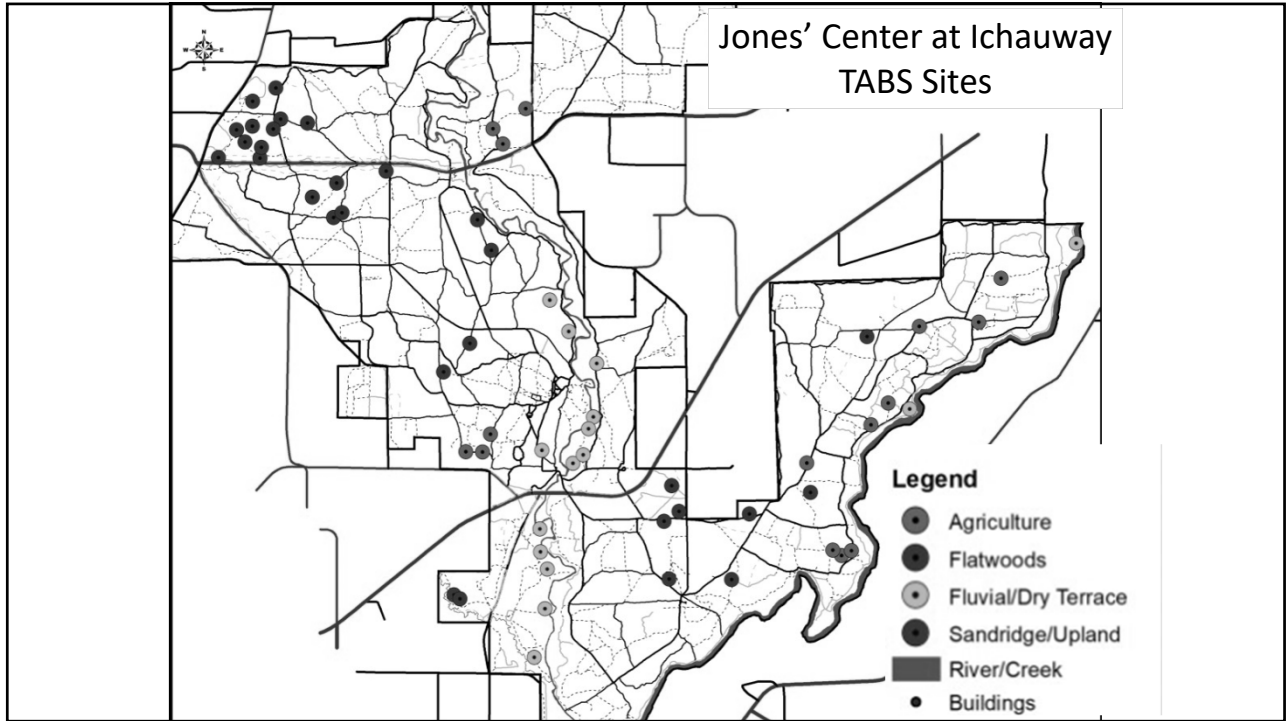 Jones’ Center at Ichauway
TABS Sites
N
W E
S
Legend
Agriculture
Flatwoods
Fluvial/Dry Terrace
Sandridge/Upland
River/Creek
Buildings